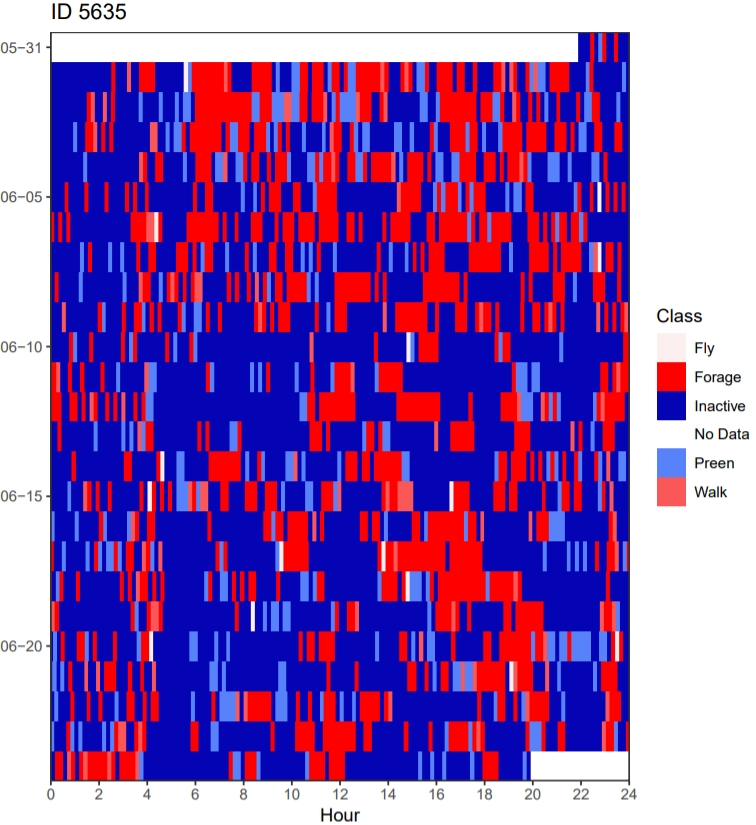 ID 5635
05−31
06−05
06−10
06−15
06−20
0 2 4 6 8 10 12 14 16 18 20 22 24
Hour
Class
Fly
Forage
Inactive
No Data
Preen
Walk